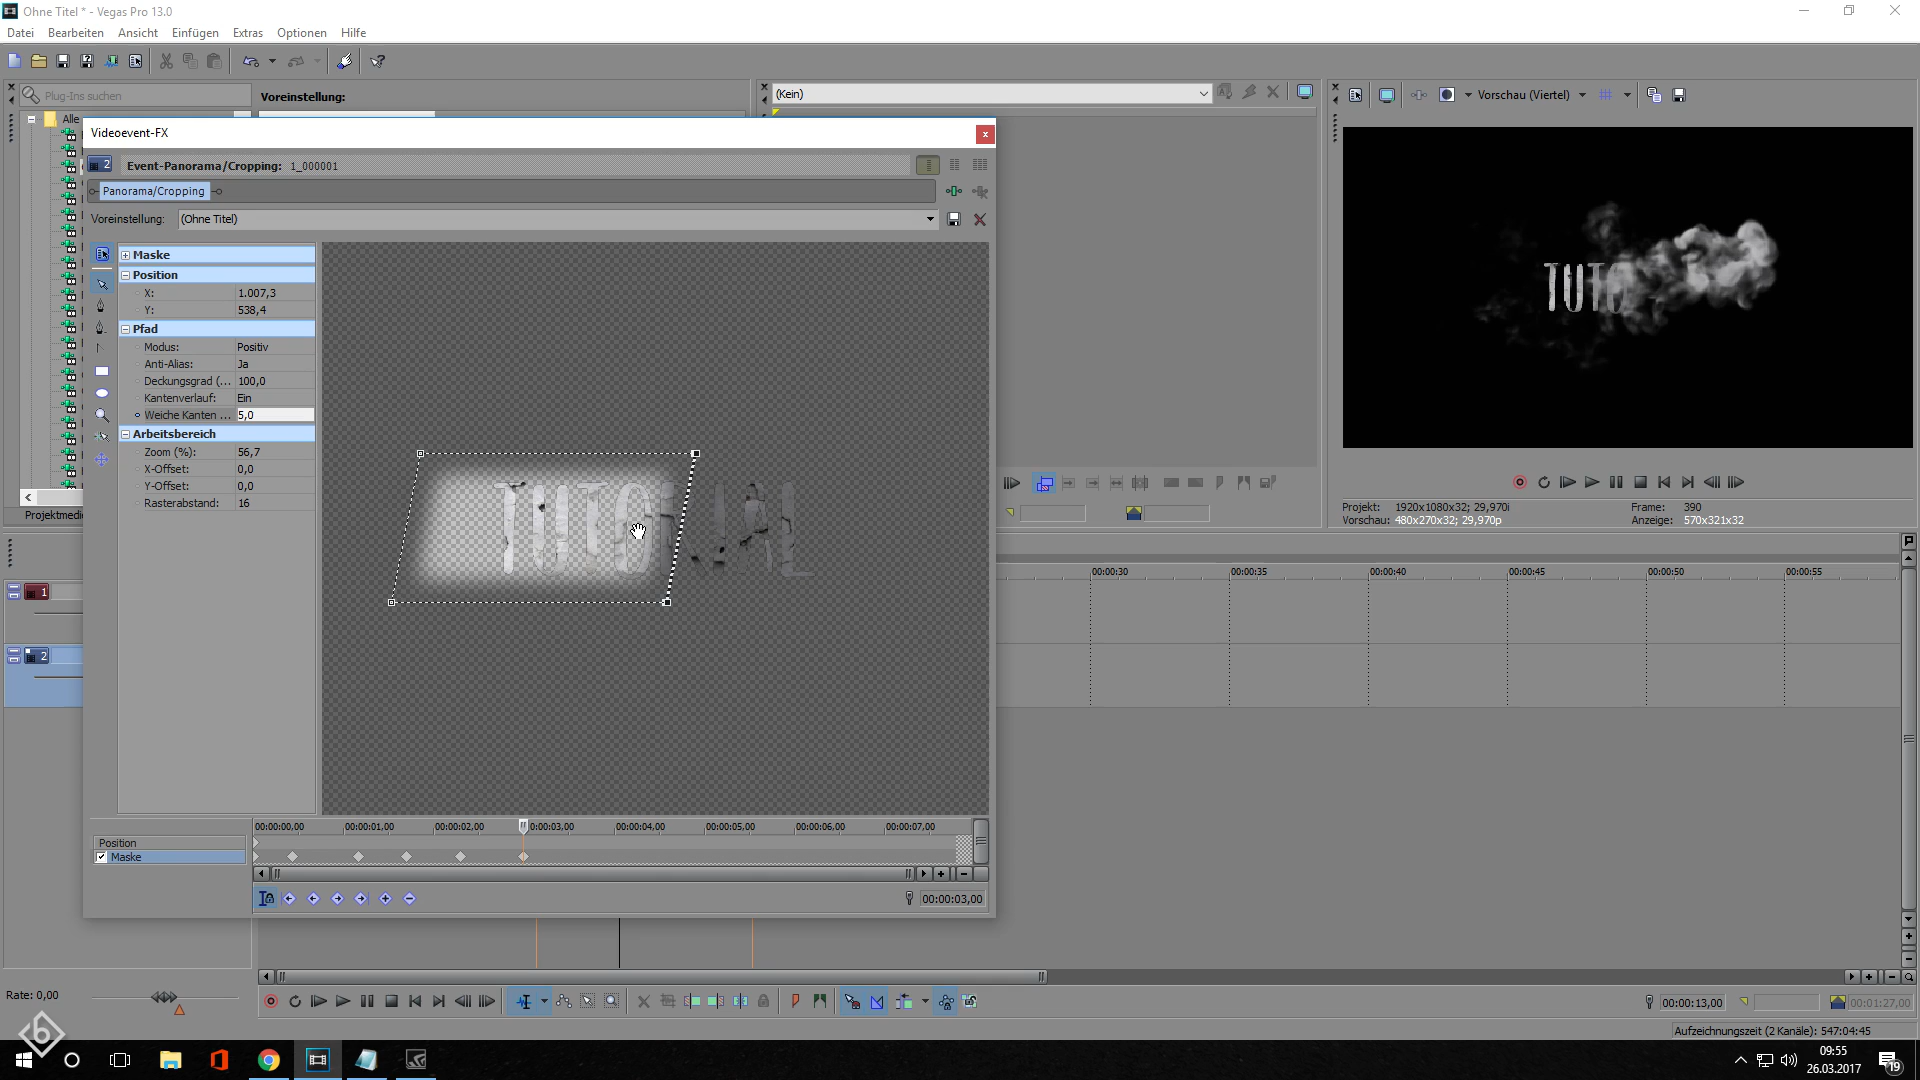 Ohne Titel * - Vegas Pro 13.0
Datei Bearbeiten Ansicht Einfügen Extras Optionen Hilfe
Plug-Ins suchen
Voreinstellung:
(Kein)
Vorschau (Viertel)
Alle
Videoevent-FX
2 Event-Panorama/Cropping: 1_000001
Panorama/Cropping
Voreinstellung: (Ohne Titel)
Maske
Position
X: 1.007,3
Y: 538,4
Pfad
Modus: Positiv
Anti-Alias: Ja
Deckungsgrad (... 100,0
Kantenverlauf: Ein
Weiche Kanten ... 5,0
Arbeitsbereich
Zoom (%): 56,7
X-Offset: 0,0
Y-Offset: 0,0
Rasterabstand: 16
TUTORIAL
TUTO
Projektmedi
Projekt: 1920x1080x32; 29,970i
Vorschau: 480x270x32; 29,970p
Frame: 390
Anzeige: 570x321x32
00:00:30 00:00:35 00:00:40 00:00:45 00:00:50 00:00:55
1
2
00:00:00,00 00:00:01,00 00:00:02,00 00:00:03,00 00:00:04,00 00:00:05,00 00:00:06,00 00:00:07,00
Position
Maske
00:00:03,00
Rate: 0,00
00:00:13,00
00:01:27,00
Aufzeichnungszeit (2 Kanäle): 547:04:45
09:55
26.03.2017
19